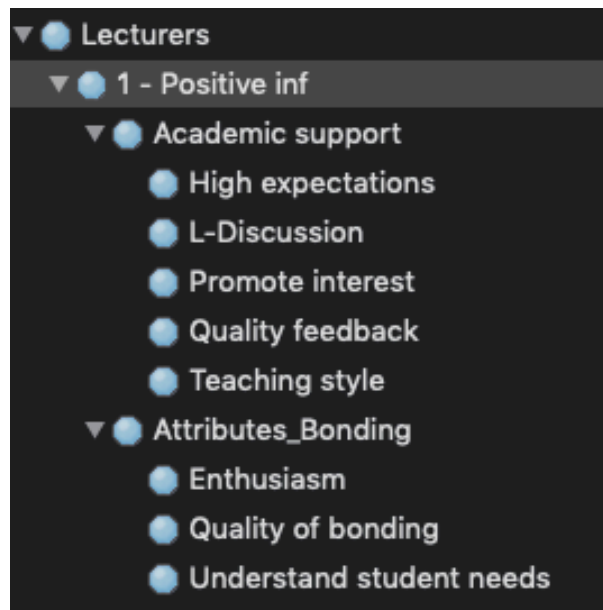 Lecturers
1 - Positive inf
Academic support
High expectations
L-Discussion
Promote interest
Quality feedback
Teaching style
Attributes_Bonding
Enthusiasm
Quality of bonding
Understand student needs